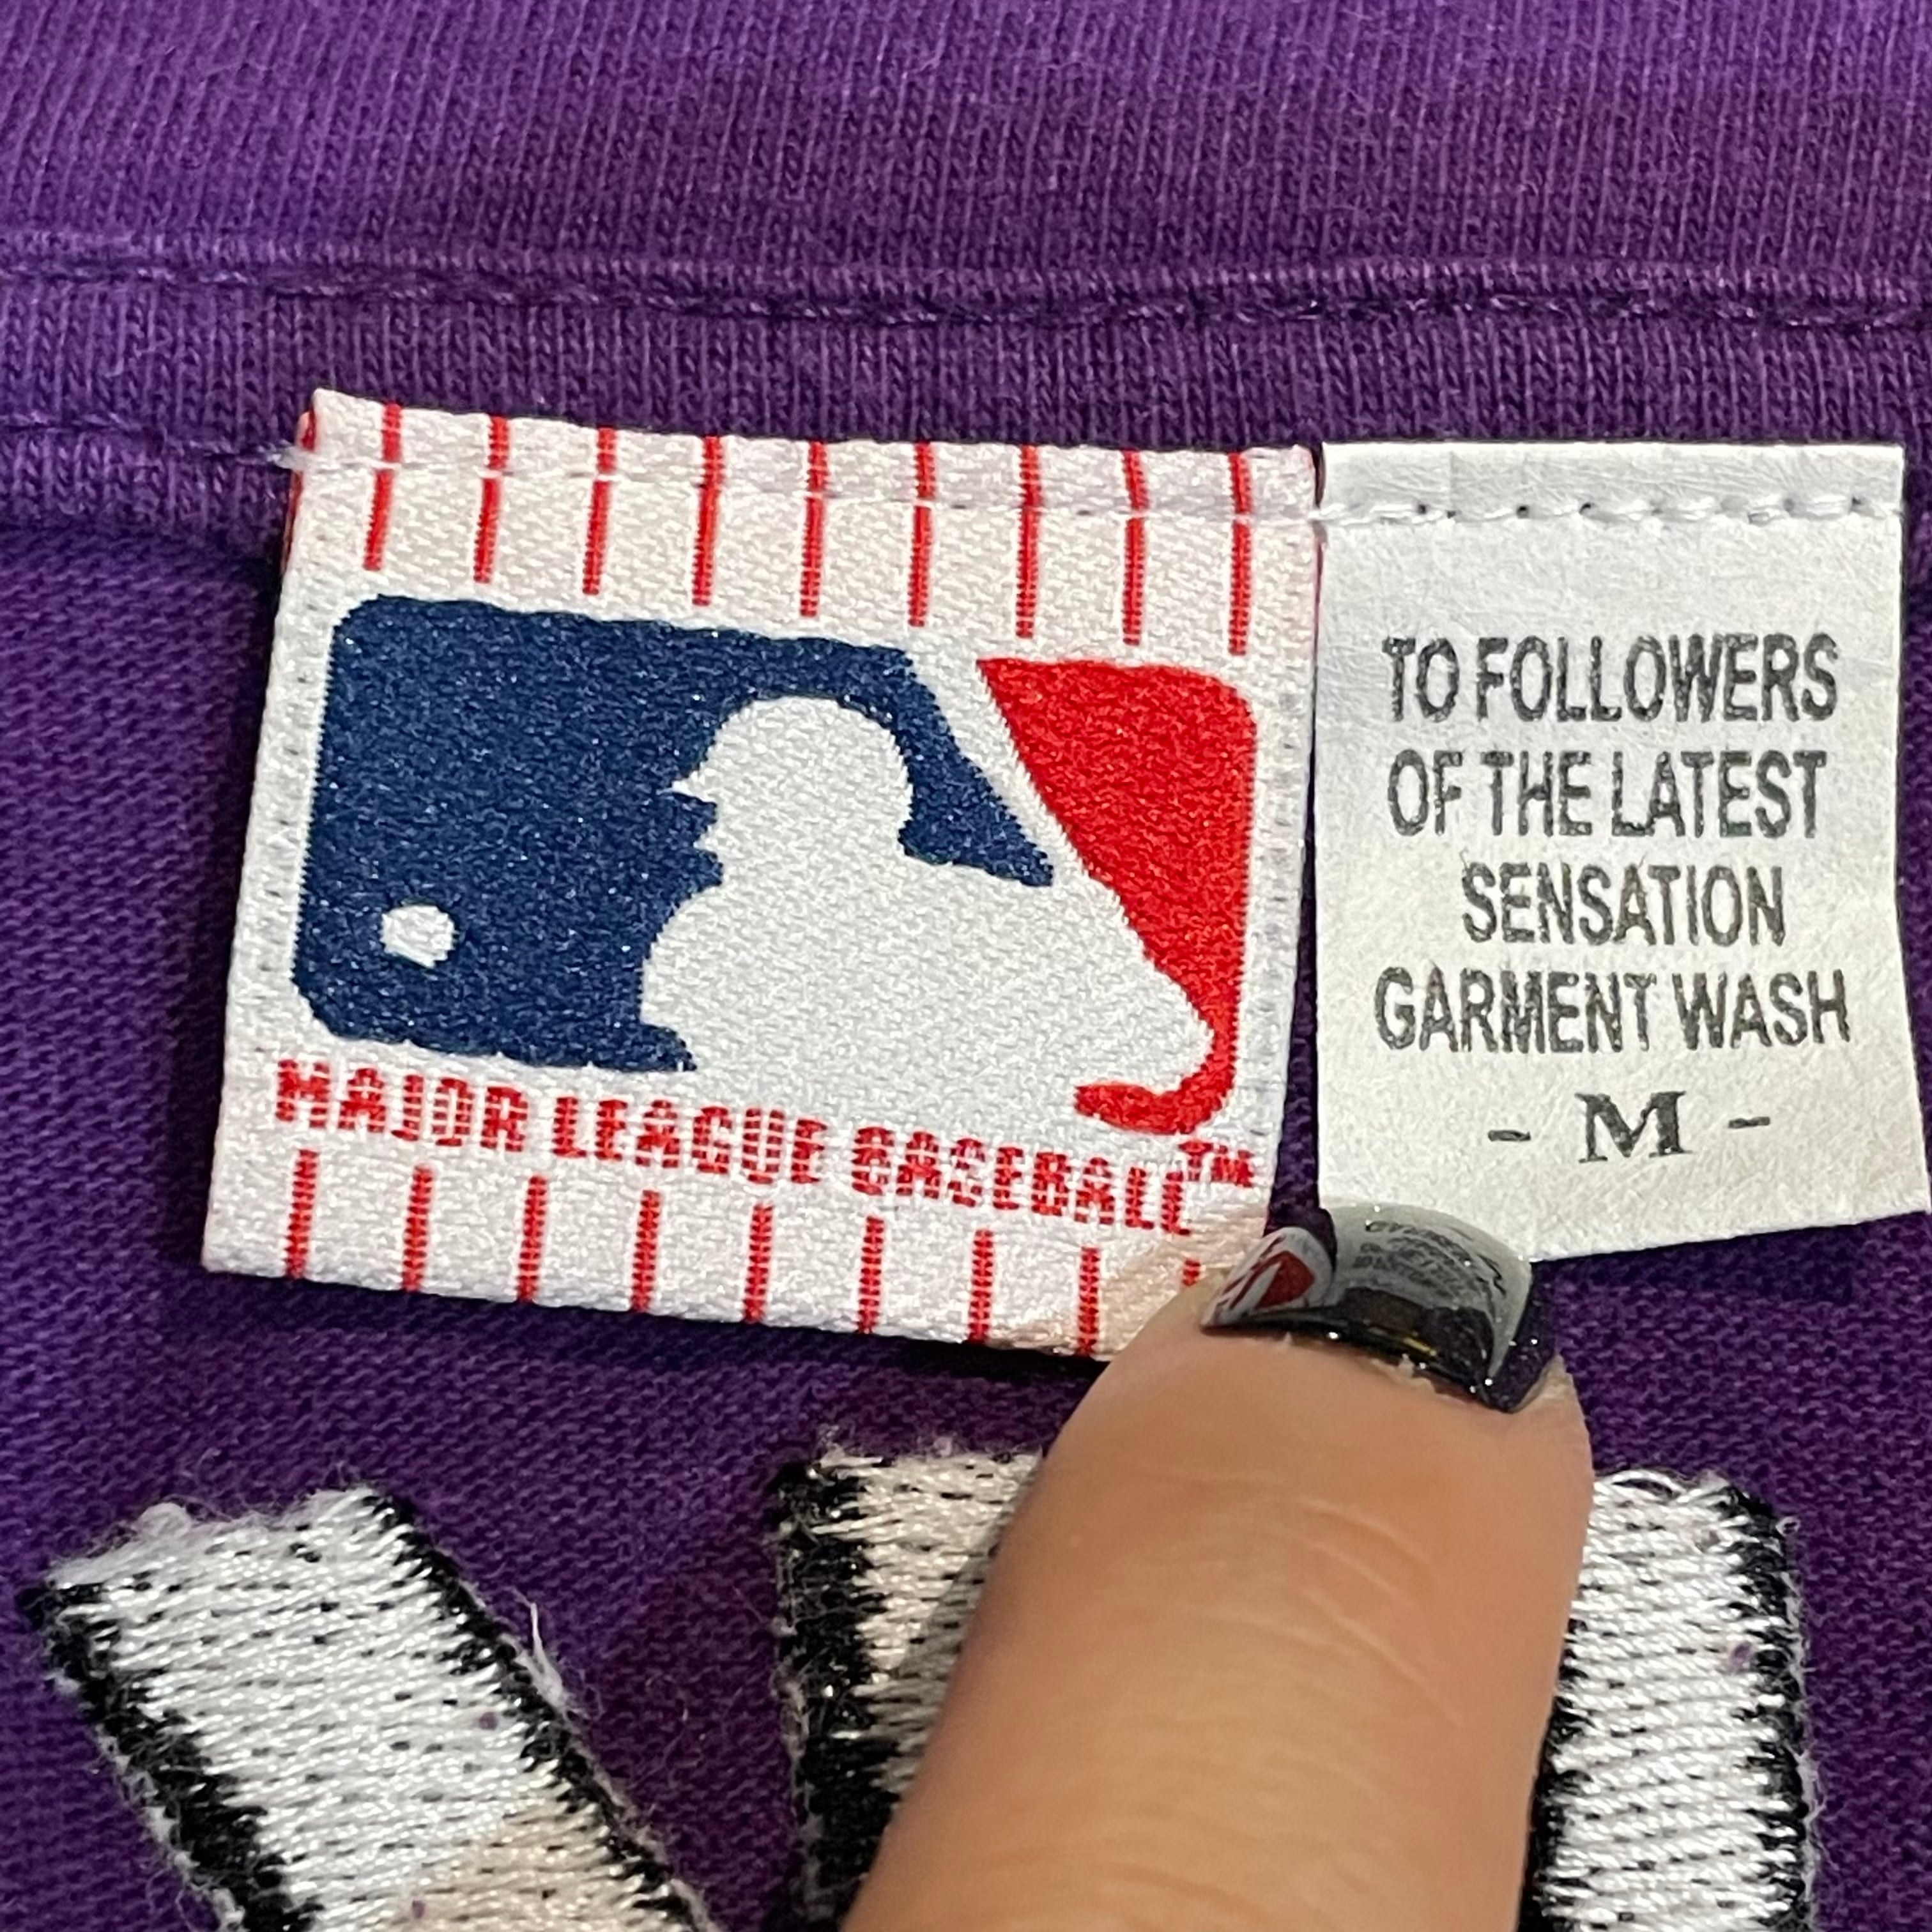 MAJOR LEAGUE BASEBALL™
TO FOLLOWERS
OF THE LATEST
SENSATION
GARMENT WASH
- M -